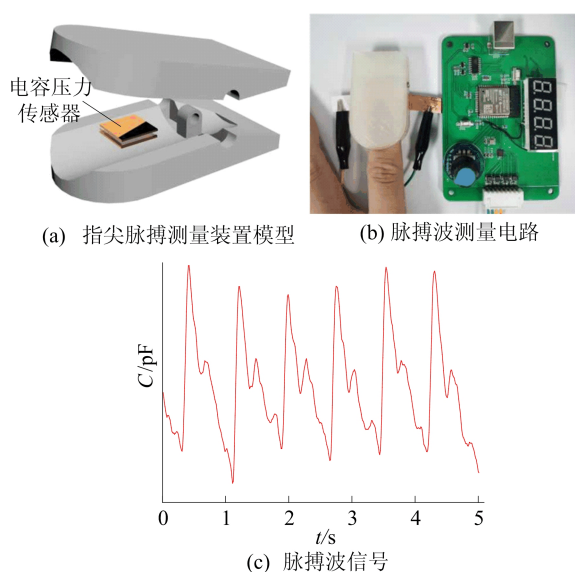 电容压力
传感器
(a) 指尖脉搏测量装置模型
(b) 脉搏波测量电路
C/pF
0 1 2 3 4 5
t/s
(c) 脉搏波信号